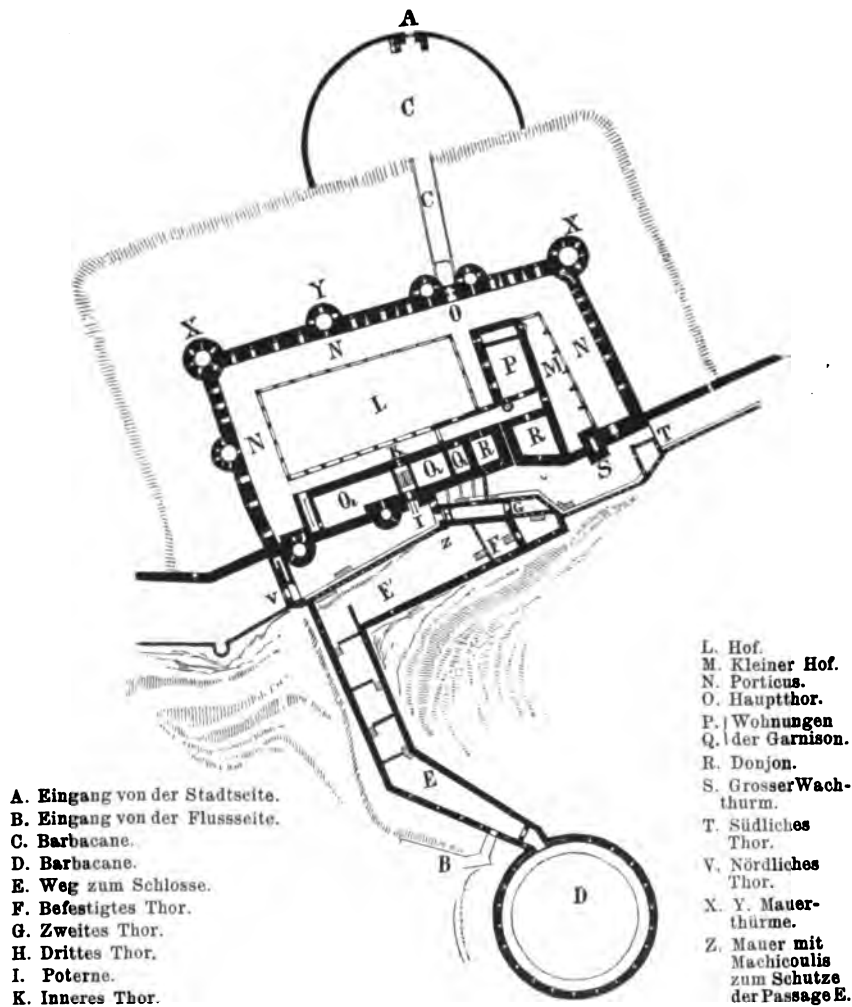 A
C
C
X
X
Y
O
N
P
M
N
L
N
R
R
Q
Q
Q
S
T
I
G
Z
F
E'
V
E
B
D
A. Eingang von der Stadtseite.
B. Eingang von der Flussseite.
C. Barbacane.
D. Barbacane.
E. Weg zum Schlosse.
F. Befestigtes Thor.
G. Zweites Thor.
H. Drittes Thor.
I. Poterne.
K. Inneres Thor.
L. Hof.
M. Kleiner Hof.
N. Porticus.
O. Hauptthor.
P. Wohnungen
Q. der Garnison.
R. Donjon.
S. Grosser Wach-
thurm.
T. Südliches
Thor.
V. Nördliches
Thor.
X. Y. Mauer-
thürme.
Z. Mauer mit
Machicoulis
zum Schutze
der Passage E.